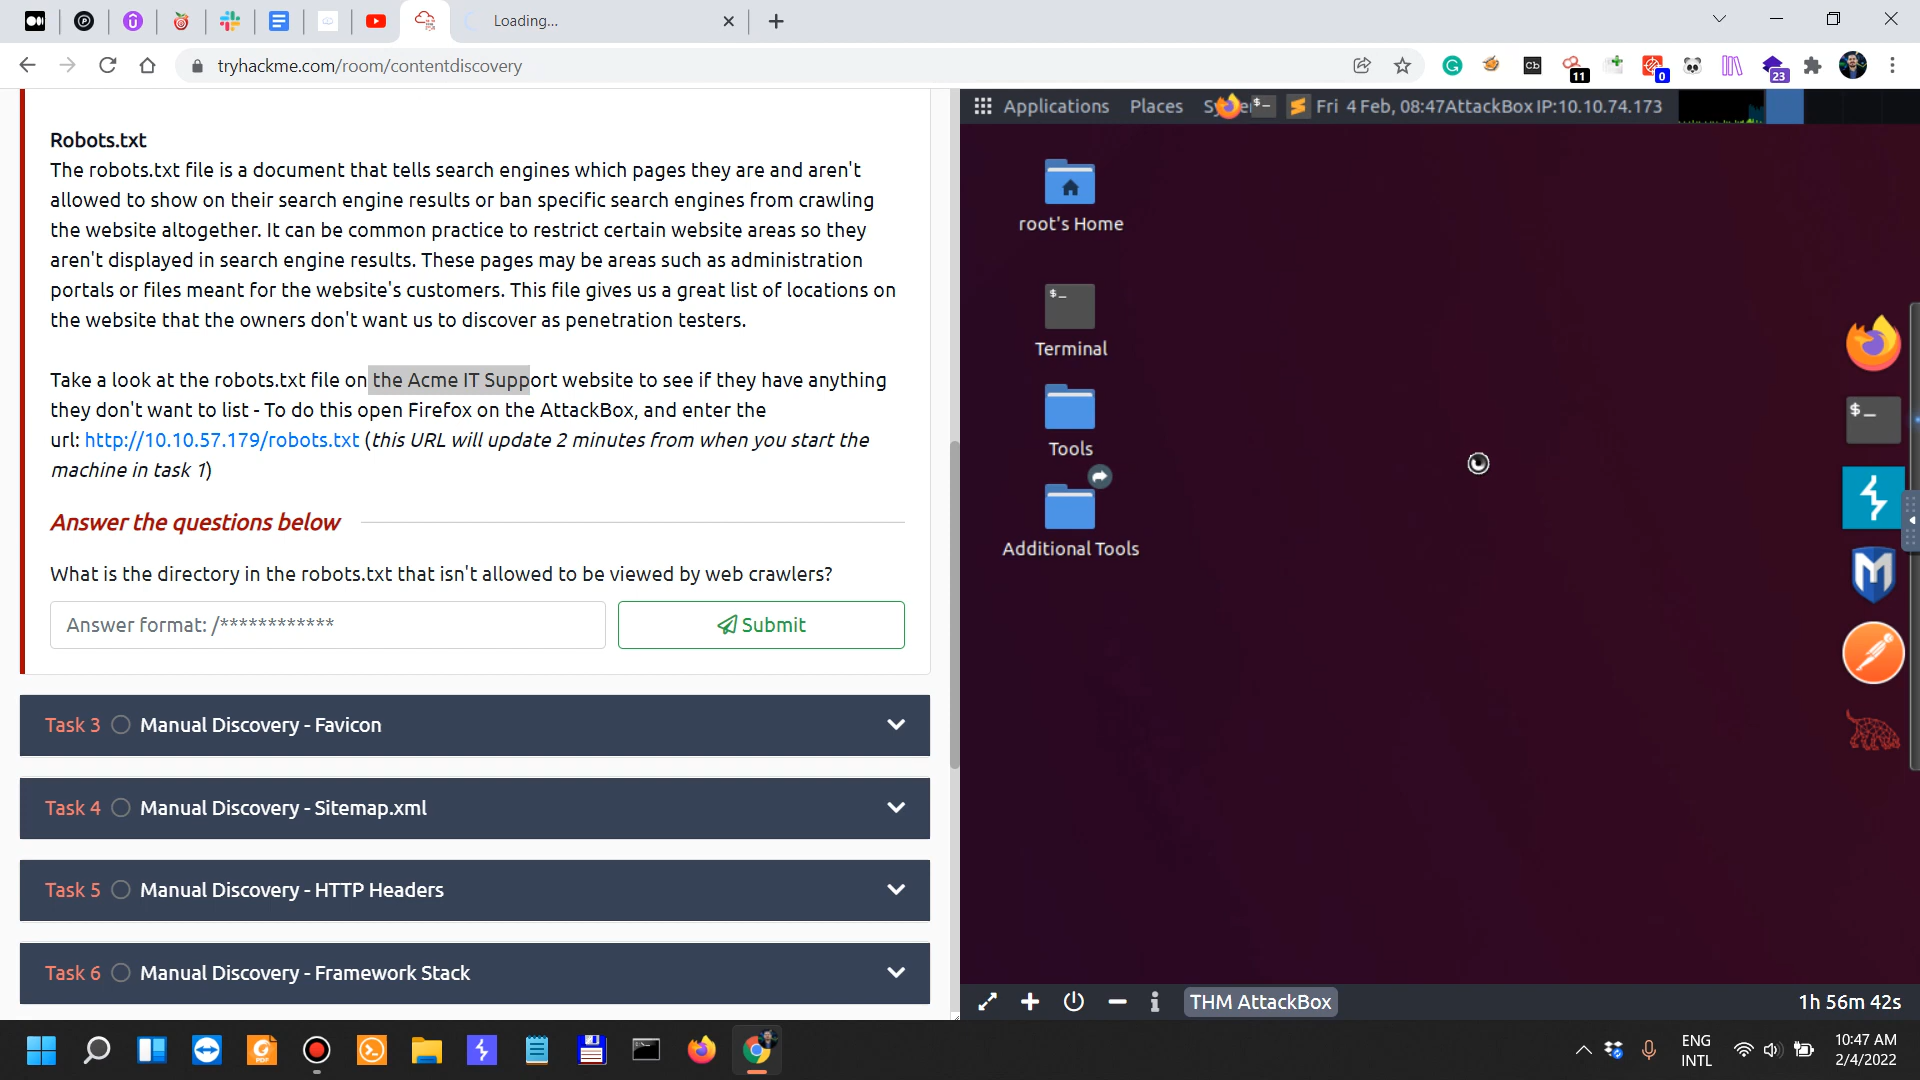 Loading...
tryhackme.com/room/contentdiscovery
Cb
11
0
23
Robots.txt
The robots.txt file is a document that tells search engines which pages they are and aren't
allowed to show on their search engine results or ban specific search engines from crawling
the website altogether. It can be common practice to restrict certain website areas so they
aren't displayed in search engine results. These pages may be areas such as administration
portals or files meant for the website's customers. This file gives us a great list of locations on
the website that the owners don't want us to discover as penetration testers.
Take a look at the robots.txt file on the Acme IT Support website to see if they have anything
they don't want to list - To do this open Firefox on the AttackBox, and enter the
url: http://10.10.57.179/robots.txt (this URL will update 2 minutes from when you start the
machine in task 1)
Answer the questions below
What is the directory in the robots.txt that isn't allowed to be viewed by web crawlers?
Answer format: /************
Submit
Task 3 Manual Discovery - Favicon
Task 4 Manual Discovery - Sitemap.xml
Task 5 Manual Discovery - HTTP Headers
Task 6 Manual Discovery - Framework Stack
Applications Places Fri 4 Feb, 08:47 AttackBox IP:10.10.74.173
root's Home
Terminal
Tools
Additional Tools
THM AttackBox
1h 56m 42s
ENG
INTL
10:47 AM
2/4/2022